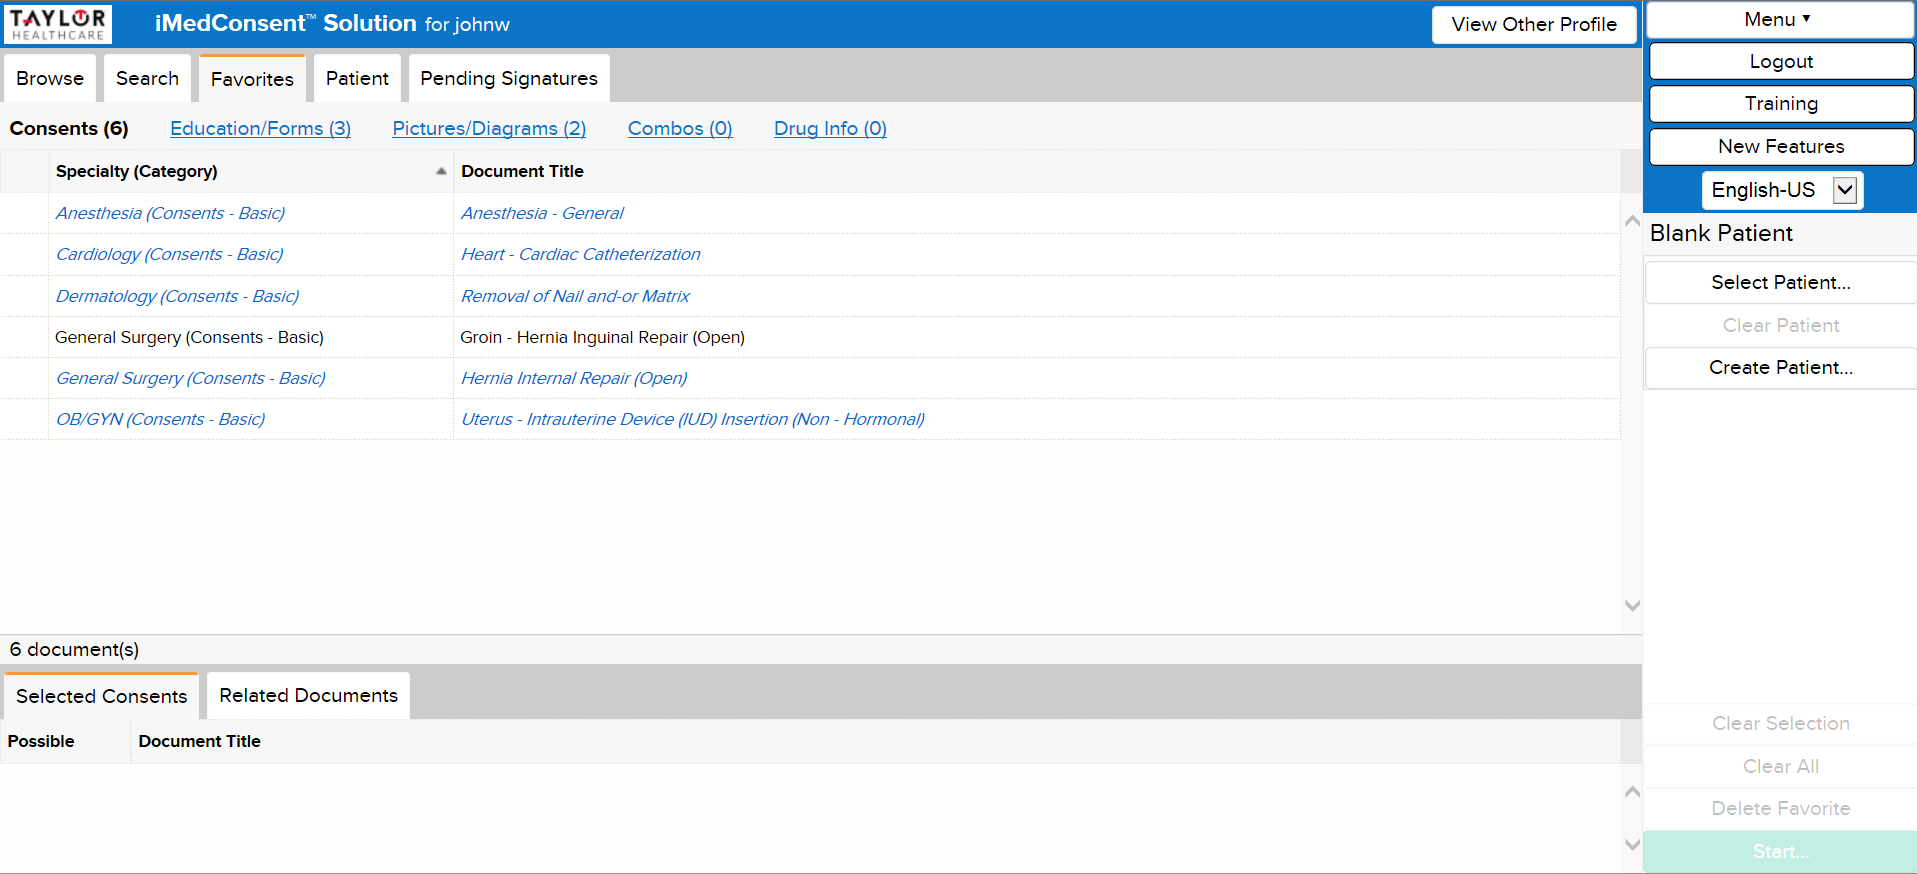 TAYLOR
HEALTHCARE
iMedConsent™ Solution for johnw
View Other Profile
Menu ▼
Logout
Training
New Features
English-US
Browse
Search
Favorites
Patient
Pending Signatures
Consents (6)
Education/Forms (3)
Pictures/Diagrams (2)
Combos (0)
Drug Info (0)
Specialty (Category) ▲ Document Title
Anesthesia (Consents - Basic) Anesthesia - General
Cardiology (Consents - Basic) Heart - Cardiac Catheterization
Dermatology (Consents - Basic) Removal of Nail and-or Matrix
General Surgery (Consents - Basic) Groin - Hernia Inguinal Repair (Open)
General Surgery (Consents - Basic) Hernia Internal Repair (Open)
OB/GYN (Consents - Basic) Uterus - Intrauterine Device (IUD) Insertion (Non - Hormonal)
6 document(s)
Selected Consents
Related Documents
Possible Document Title
Blank Patient
Select Patient...
Clear Patient
Create Patient...
Clear Selection
Clear All
Delete Favorite
Start...